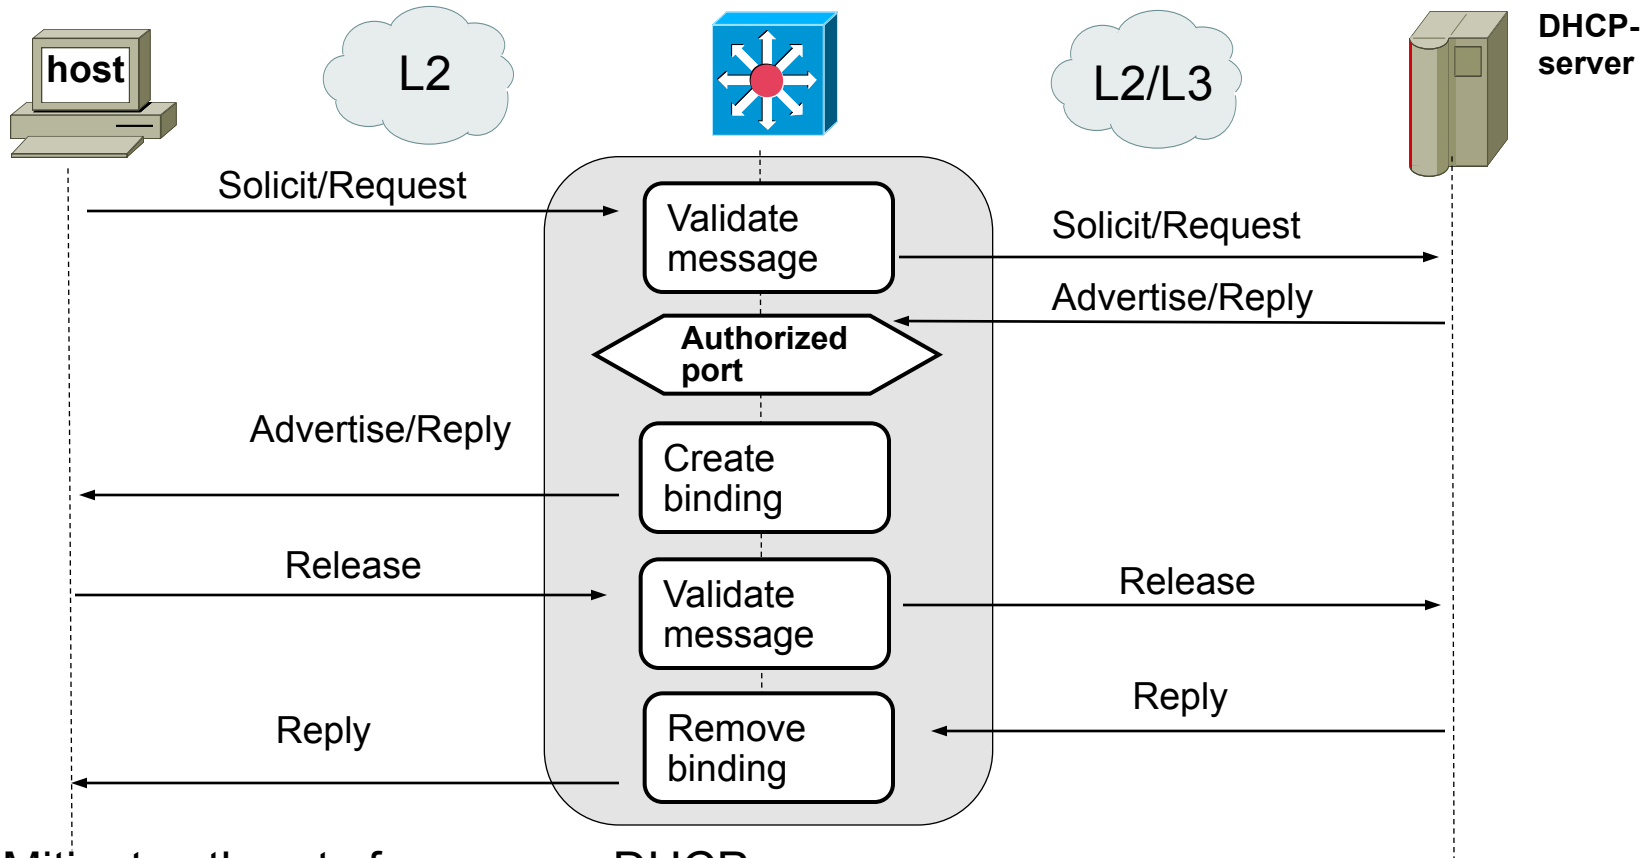 host
L2
L2/L3
DHCP-
server
Solicit/Request
Validate
message
Solicit/Request
Advertise/Reply
Authorized
port
Advertise/Reply
Create
binding
Release
Validate
message
Release
Reply
Remove
binding
Reply
DHCP